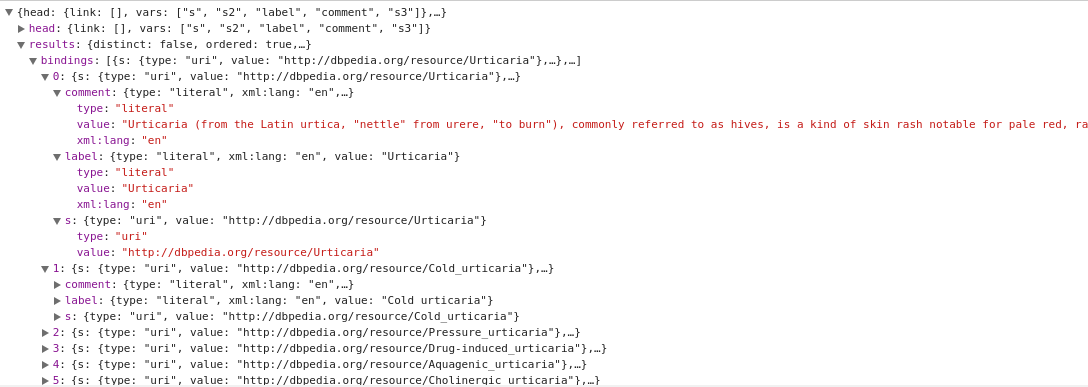 {head: {link: [], vars: ["s", "s2", "label", "comment", "s3"]},…}
head: {link: [], vars: ["s", "s2", "label", "comment", "s3"]}
results: {distinct: false, ordered: true,…}
bindings: [{s: {type: "uri", value: "http://dbpedia.org/resource/Urticaria"},…},…]
0: {s: {type: "uri", value: "http://dbpedia.org/resource/Urticaria"},…}
comment: {type: "literal", xml:lang: "en",…}
type: "literal"
value: "Urticaria (from the Latin urtica, "nettle" from urere, "to burn"), commonly referred to as hives, is a kind of skin rash notable for pale red, ra
xml:lang: "en"
label: {type: "literal", xml:lang: "en", value: "Urticaria"}
type: "literal"
value: "Urticaria"
xml:lang: "en"
s: {type: "uri", value: "http://dbpedia.org/resource/Urticaria"}
type: "uri"
value: "http://dbpedia.org/resource/Urticaria"
1: {s: {type: "uri", value: "http://dbpedia.org/resource/Cold_urticaria"},…}
comment: {type: "literal", xml:lang: "en",…}
label: {type: "literal", xml:lang: "en", value: "Cold urticaria"}
s: {type: "uri", value: "http://dbpedia.org/resource/Cold_urticaria"}
2: {s: {type: "uri", value: "http://dbpedia.org/resource/Pressure_urticaria"},…}
3: {s: {type: "uri", value: "http://dbpedia.org/resource/Drug-induced_urticaria"},…}
4: {s: {type: "uri", value: "http://dbpedia.org/resource/Aquagenic_urticaria"},…}
5: {s: {type: "uri", value: "http://dbpedia.org/resource/Cholinergic_urticaria"},…}